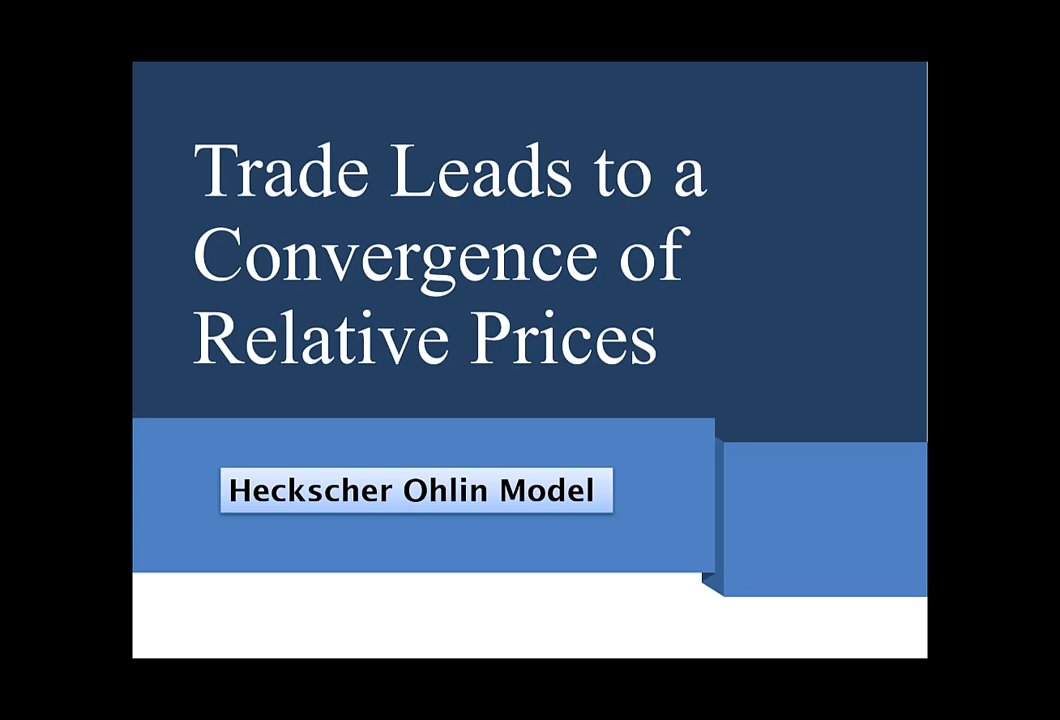 Trade Leads to a
Convergence of
Relative Prices
Heckscher Ohlin Model